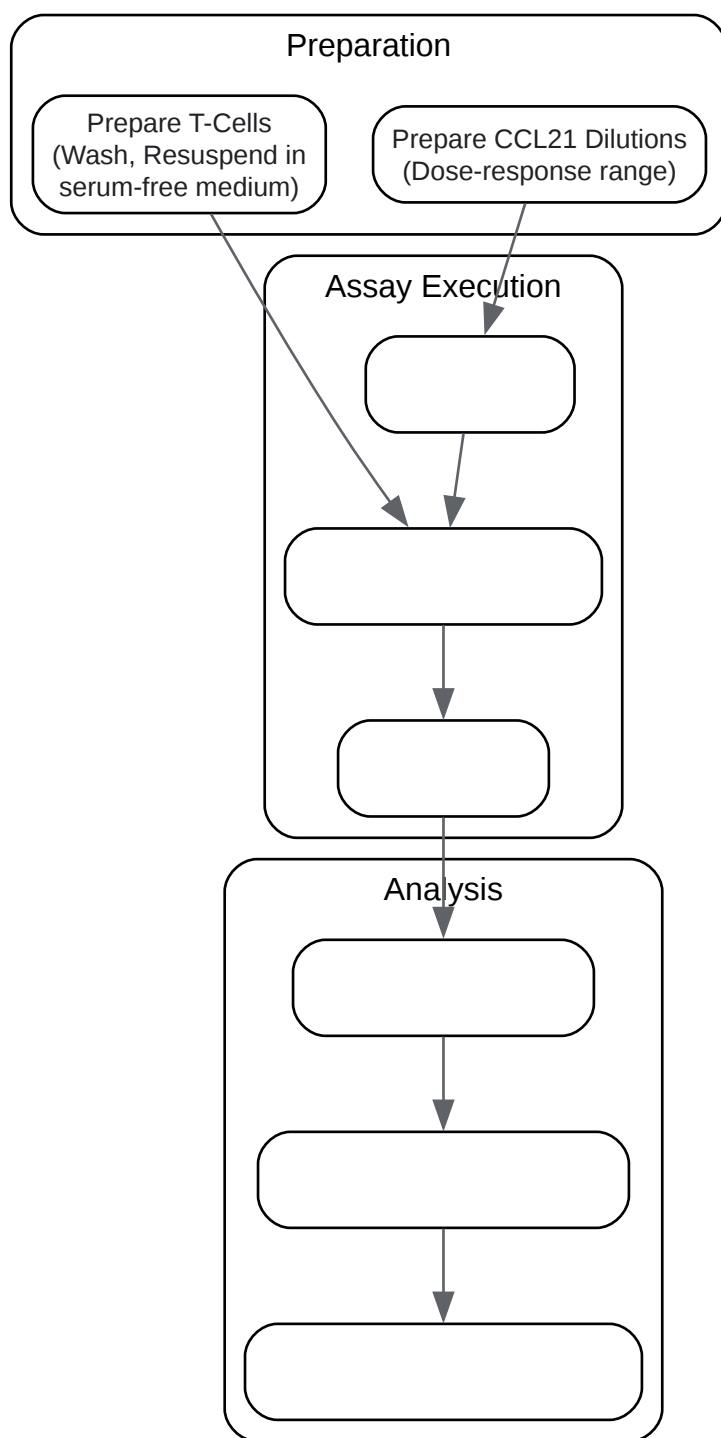 Preparation
Prepare T-Cells
(Wash, Resuspend in
serum-free medium)
Prepare CCL21 Dilutions
(Dose-response range)
Assay Execution
Analysis